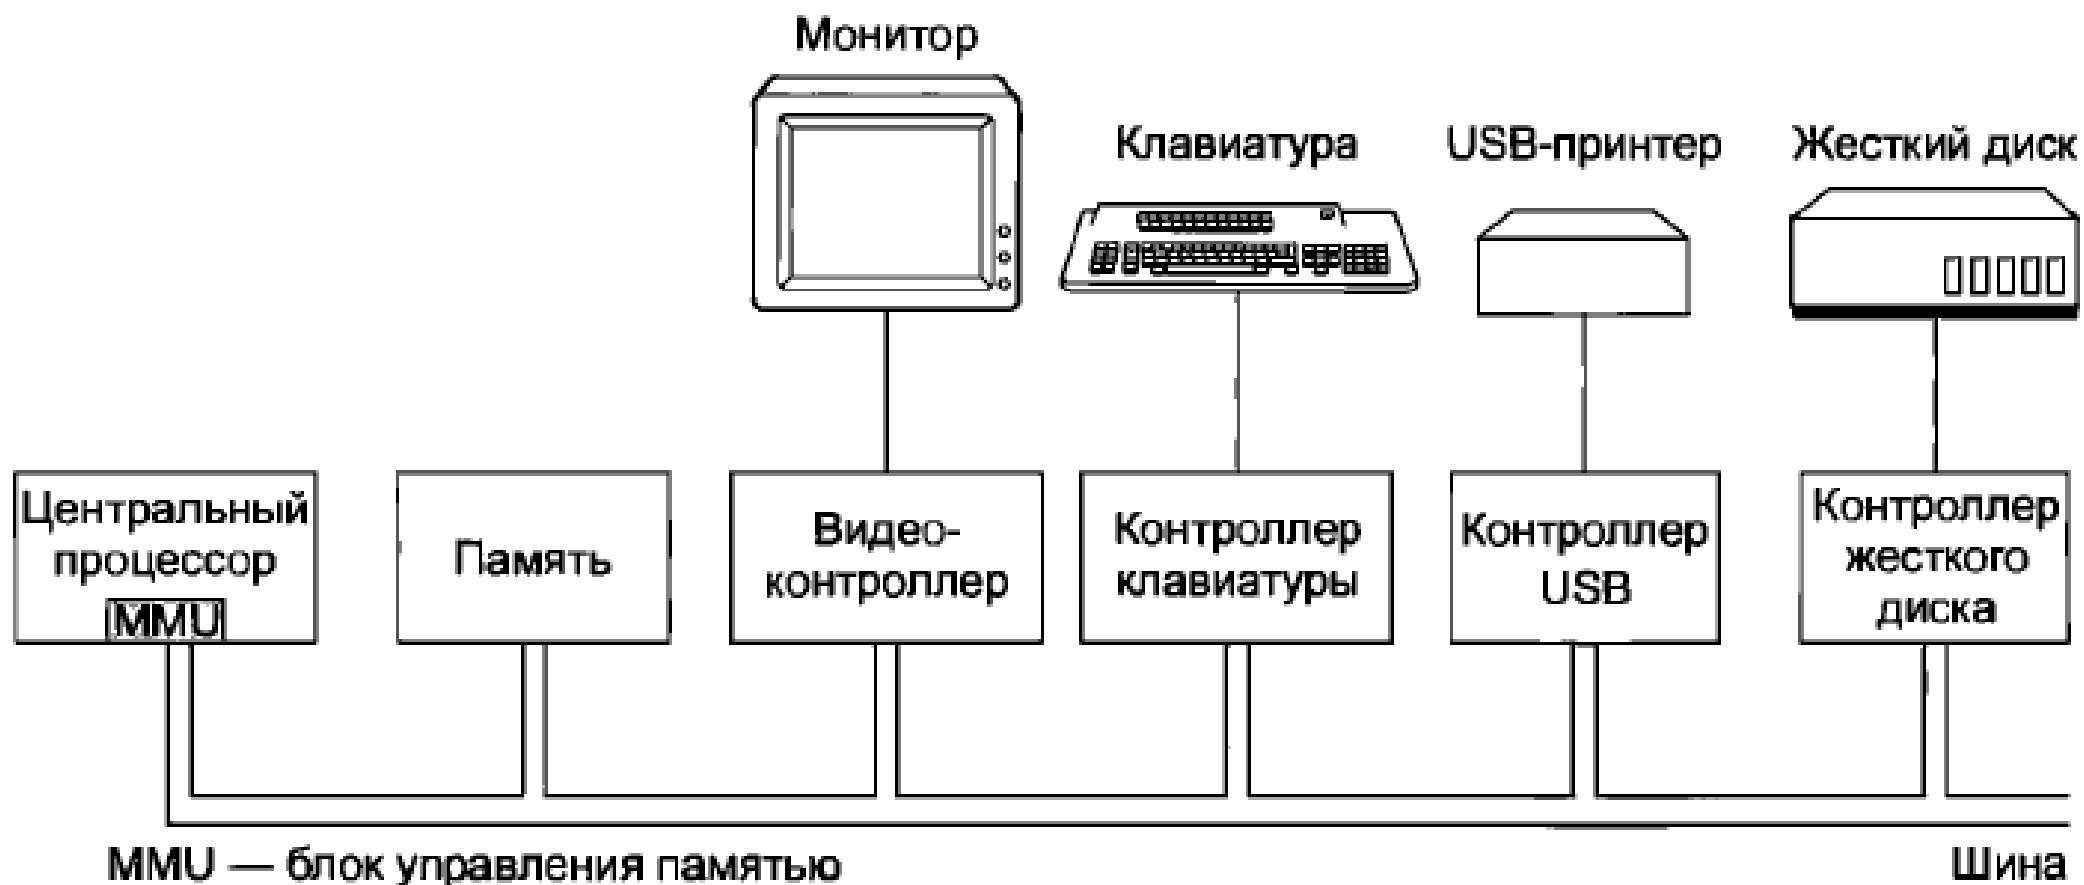 Монитор
Клавиатура
USB-принтер
Жесткий диск
Центральный
процессор
MMU
Память
Видео-
контроллер
Контроллер
клавиатуры
Контроллер
USB
Контроллер
жесткого
диска
MMU — блок управления памятью
Шина